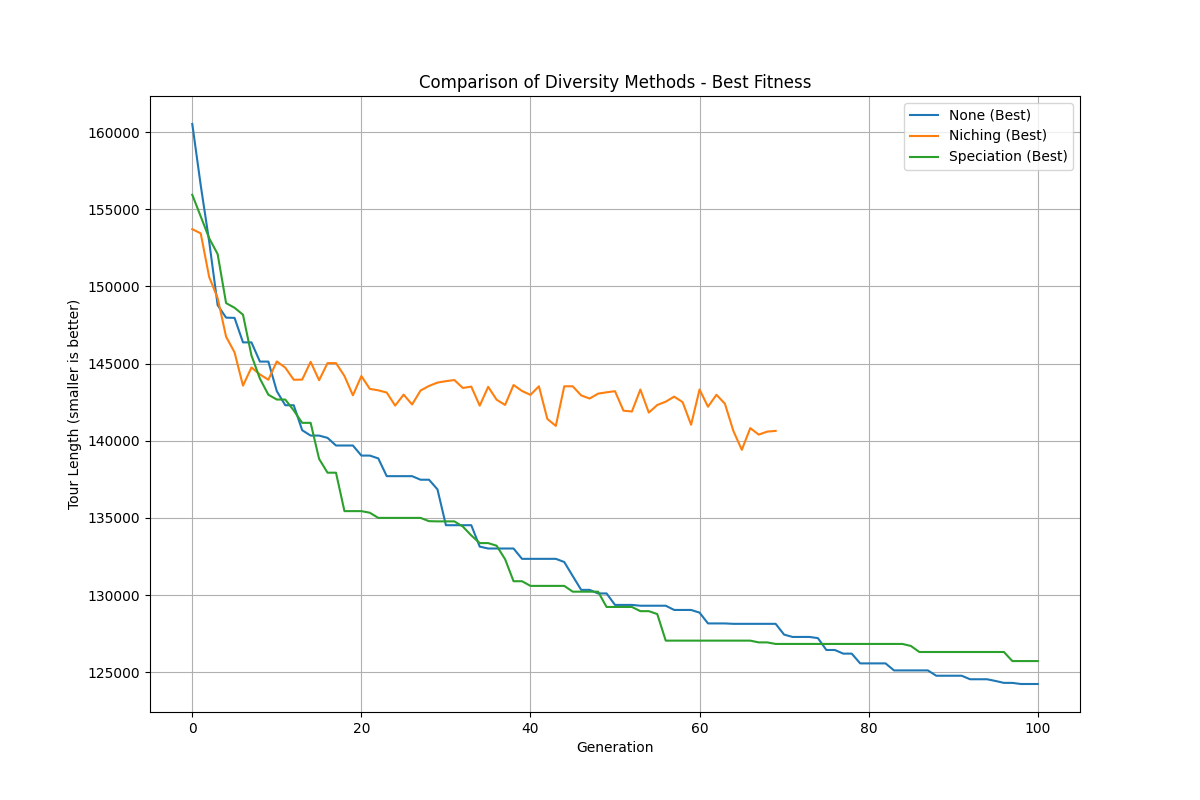 Comparison of Diversity Methods - Best Fitness
None (Best)
Niching (Best)
Speciation (Best)
Tour Length (smaller is better)
160000
155000
150000
145000
140000
135000
130000
125000
0 20 40 60 80 100
Generation